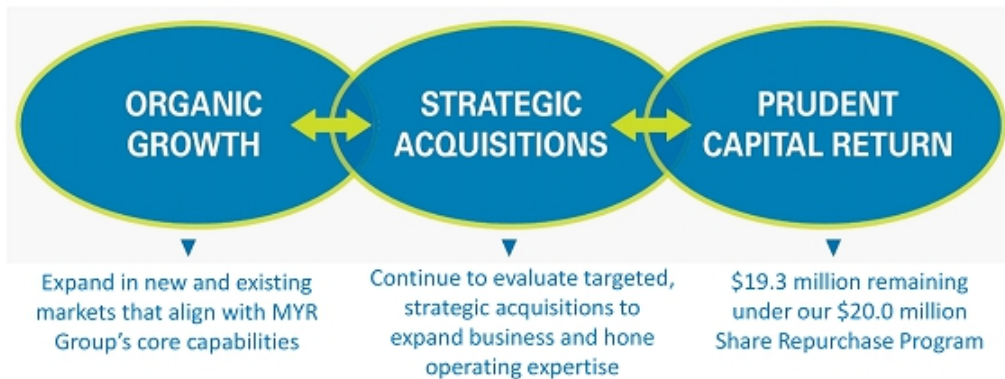 ORGANIC
GROWTH
STRATEGIC
ACQUISITIONS
PRUDENT
CAPITAL RETURN
Expand in new and existing
markets that align with MYR
Group's core capabilities
Continue to evaluate targeted,
strategic acquisitions to
expand business and hone
operating expertise
$19.3 million remaining
under our $20.0 million
Share Repurchase Program